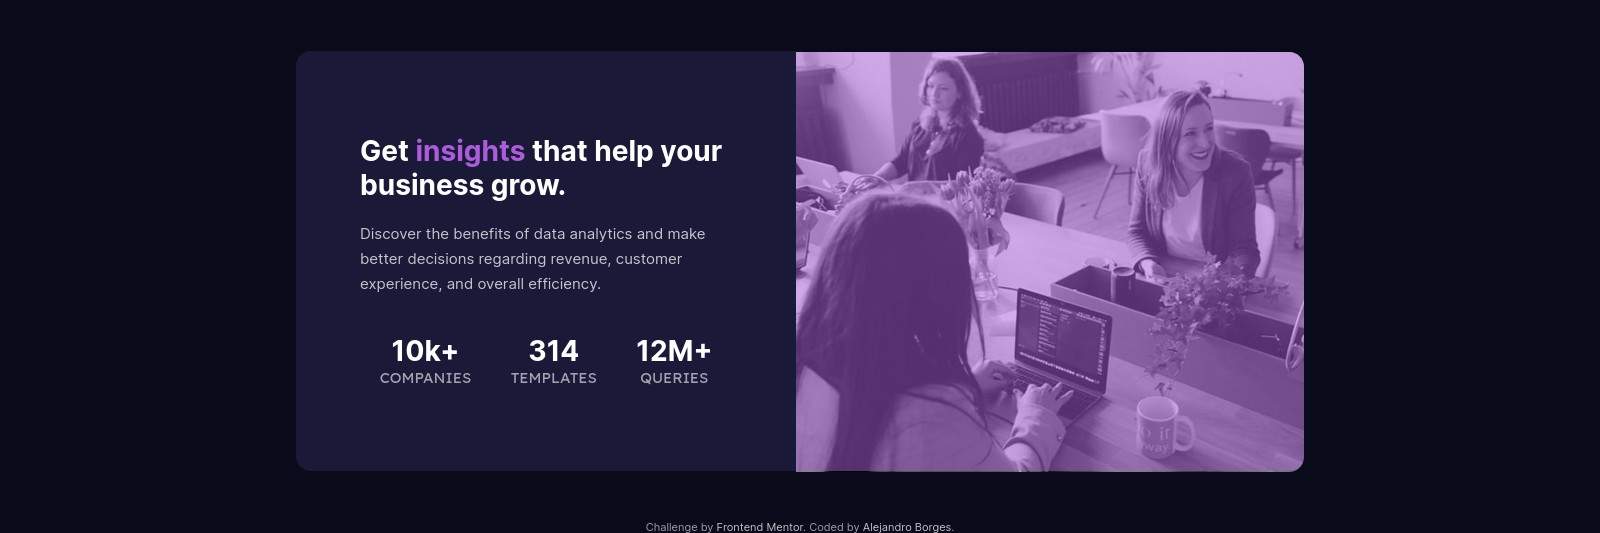 Get insights that help your
business grow.
Discover the benefits of data analytics and make
better decisions regarding revenue, customer
experience, and overall efficiency.
10k+ 314 12M+
COMPANIES TEMPLATES QUERIES
Challenge by Frontend Mentor. Coded by Alejandro Borges.